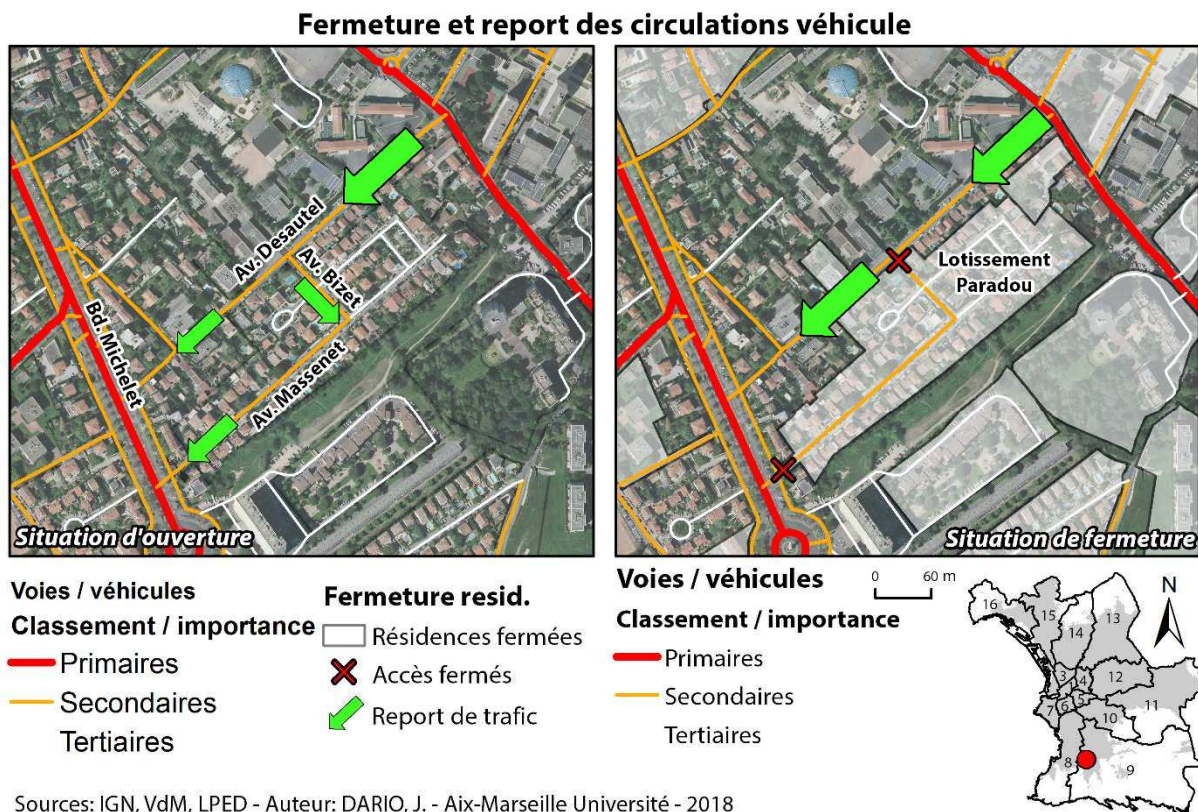 Fermeture et report des circulations véhicule
Av. Desautel
Av. Bizet
Bd. Michelet
Av. Massenet
Situation d'ouverture
Lotissement
Paradou
Situation de fermeture
Voies / véhicules
Classement / importance
Primaires
Secondaires
Tertiaires
Fermeture resid.
Résidences fermées
Accès fermés
Report de trafic
Voies / véhicules
Classement / importance
Primaires
Secondaires
Tertiaires
0 60 m
N
16
15
14
13
3
1
4
12
7
6
5
11
10
8
9
Sources: IGN, VdM, LPED - Auteur: DARIO, J. - Aix-Marseille Université - 2018